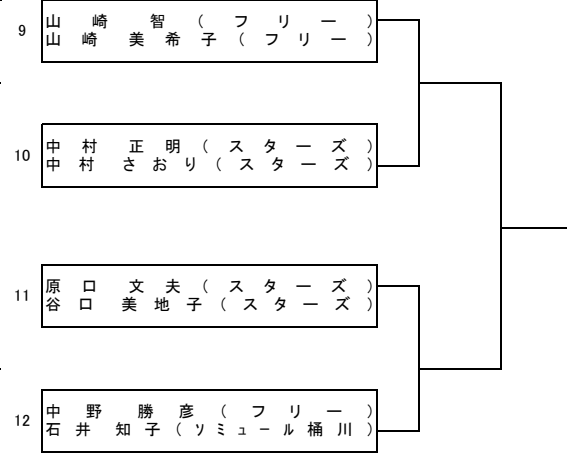 9
山崎 智(フリー)
山崎 美希子(フリー)
10
中村 正明(スターズ)
中村 さおり(スターズ)
11
原口 文夫(スターズ)
谷口 美地子(スターズ)
12
中野 勝彦(フリー)
石井 知子(ソミュール桶川)